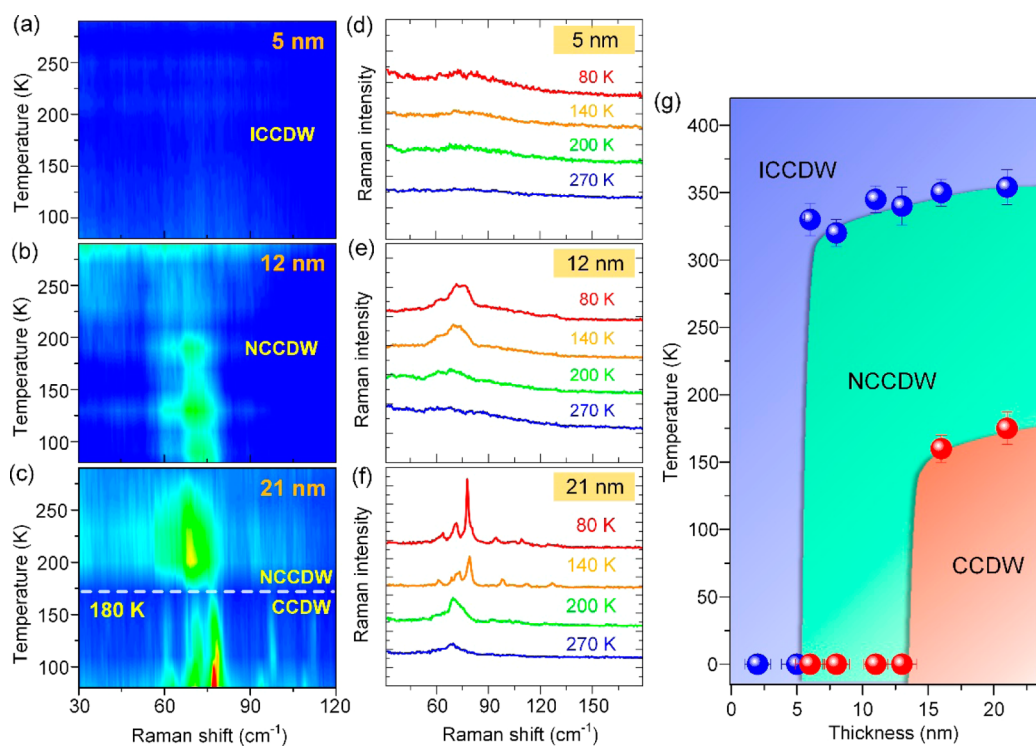 (a)
5 nm
250
200
150
100
Temperature (K)
ICCDW
(b)
12 nm
250
200
150
100
Temperature (K)
NCCDW
(c)
21 nm
250
200
150
100
Temperature (K)
NCCDW
180 K
CCDW
30 60 90 120
Raman shift (cm⁻¹)
(d)
5 nm
Raman intensity
80 K
140 K
200 K
270 K
(e)
12 nm
Raman intensity
80 K
140 K
200 K
270 K
(f)
21 nm
Raman intensity
80 K
140 K
200 K
270 K
60 90 120 150
Raman shift (cm⁻¹)
(g)
400
350
300
250
200
150
100
50
0
Temperature (K)
ICCDW
NCCDW
CCDW
0 5 10 15 20
Thickness (nm)